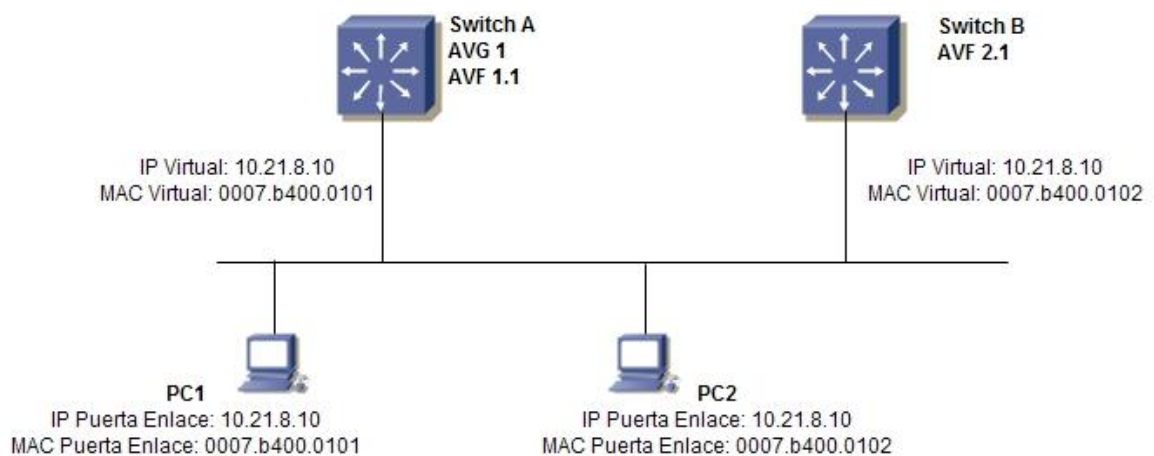 Switch A
AVG 1
AVF 1.1
Switch B
AVF 2.1
IP Virtual: 10.21.8.10
MAC Virtual: 0007.b400.0101
IP Virtual: 10.21.8.10
MAC Virtual: 0007.b400.0102
PC1
IP Puerta Enlace: 10.21.8.10
MAC Puerta Enlace: 0007.b400.0101
PC2
IP Puerta Enlace: 10.21.8.10
MAC Puerta Enlace: 0007.b400.0102